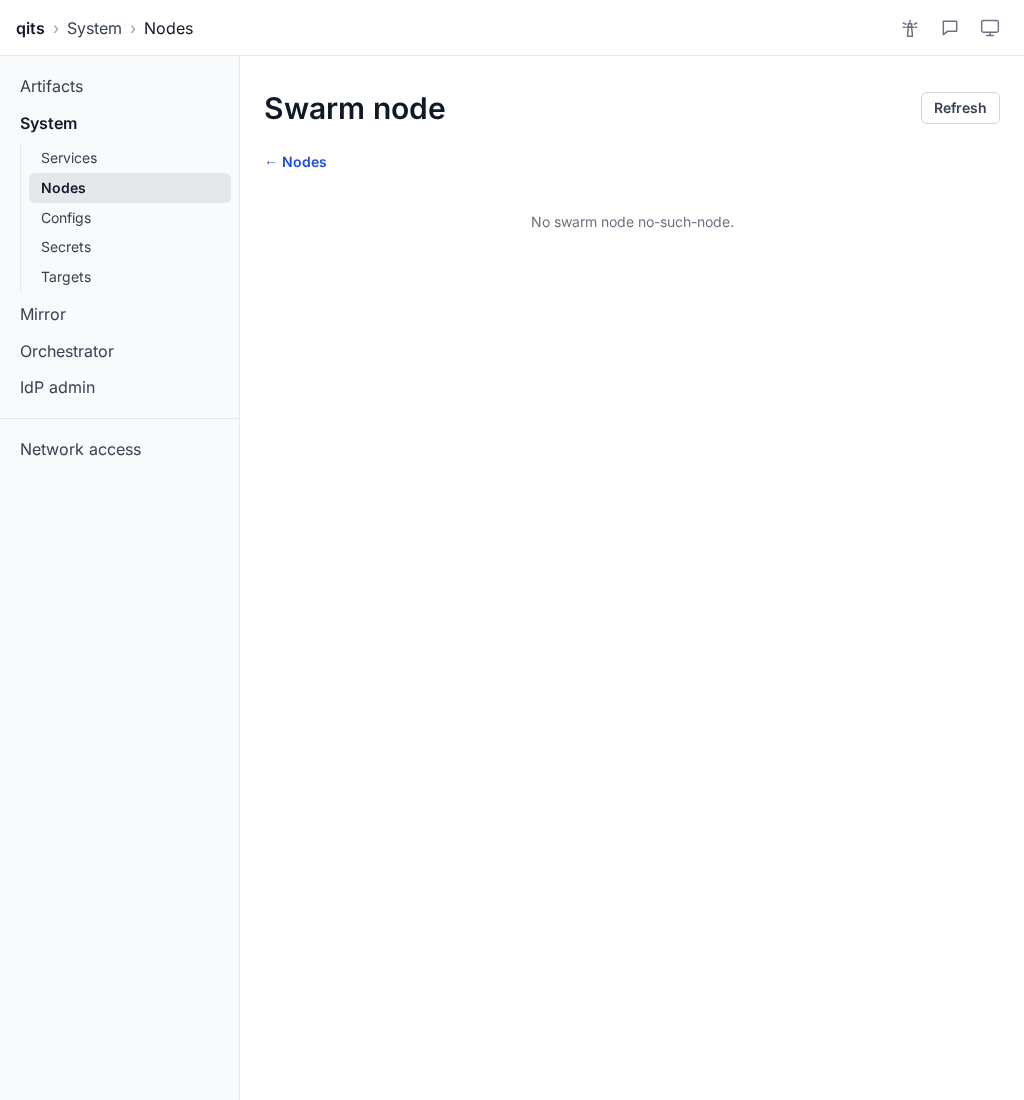 qits › System › Nodes
Artifacts
System
Services
Nodes
Configs
Secrets
Targets
Mirror
Orchestrator
IdP admin
Network access
Swarm node
Refresh
← Nodes
No swarm node no-such-node.